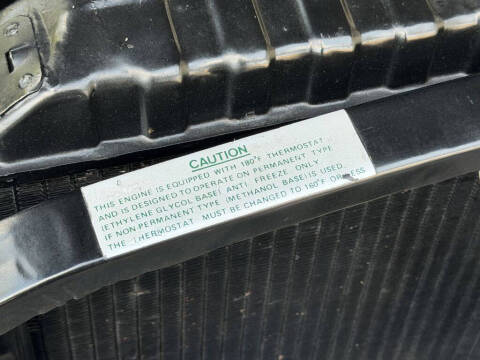 CAUTION
THIS ENGINE IS EQUIPPED WITH 180°F THERMOSTAT
AND IS DESIGNED TO OPERATE ON PERMANENT TYPE
(ETHYLENE GLYCOL BASE) ANTI FREEZE ONLY.
IF NON PERMANENT TYPE (METHANOL BASE) IS USED,
THE THERMOSTAT MUST BE CHANGED TO 160°F OR LESS